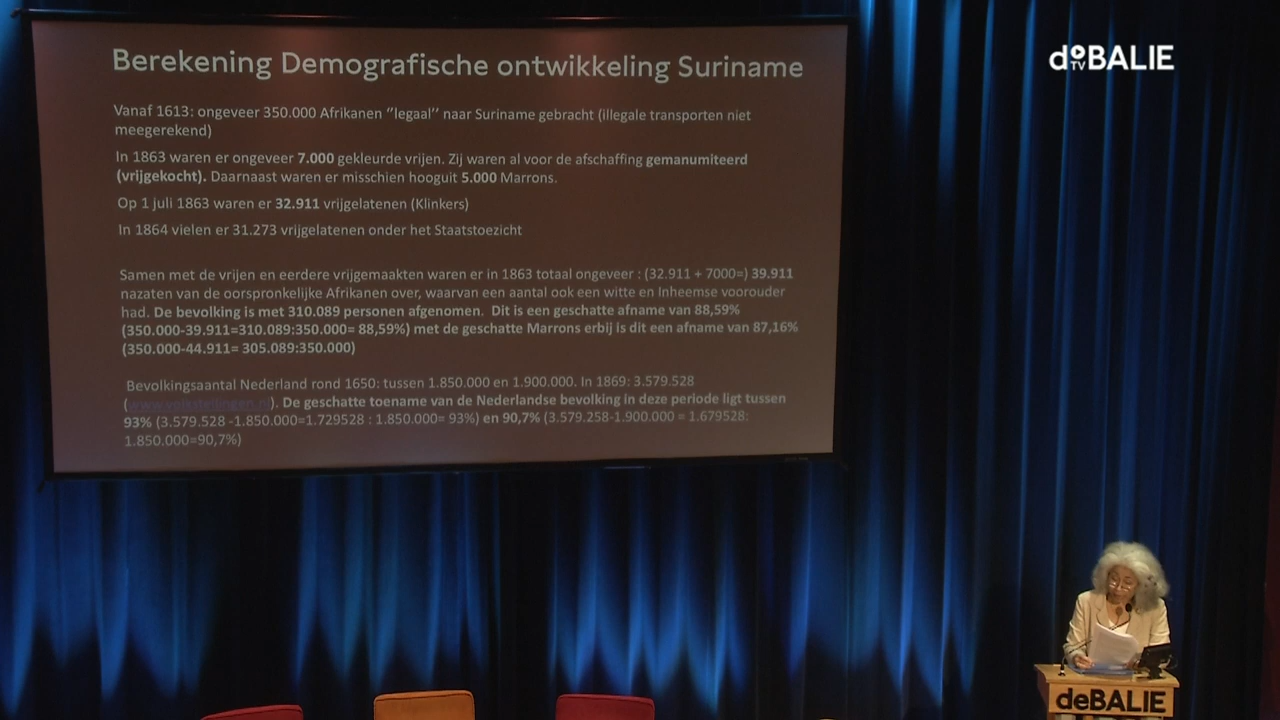 Berekening Demografische ontwikkeling Suriname
Vanaf 1613: ongeveer 350.000 Afrikanen ‘’legaal’’ naar Suriname gebracht (illegale transporten niet
meegerekend)
In 1863 waren er ongeveer 7.000 gekleurde vrijen. Zij waren al voor de afschaffing gemanumiteerd
(vrijgekocht). Daarnaast waren er misschien hooguit 5.000 Marrons.
Op 1 juli 1863 waren er 32.911 vrijgelatenen (Klinkers)
In 1864 vielen er 31.273 vrijgelatenen onder het Staatstoezicht
Samen met de vrijen en eerdere vrijgemaakten waren er in 1863 totaal ongeveer : (32.911 + 7000=) 39.911
nazaten van de oorspronkelijke Afrikanen over, waarvan een aantal ook een witte en Inheemse voorouder
had. De bevolking is met 310.089 personen afgenomen. Dit is een geschatte afname van 88,59%
(350.000-39.911=310.089:350.000= 88,59%) met de geschatte Marrons erbij is dit een afname van 87,16%
(350.000-44.911= 305.089:350.000)
Bevolkingsaantal Nederland rond 1650: tussen 1.850.000 en 1.900.000. In 1869: 3.579.528
(www.volkstellingen.nl). De geschatte toename van de Nederlandse bevolking in deze periode ligt tussen
93% (3.579.528 -1.850.000=1.729528 : 1.850.000= 93%) en 90,7% (3.579.258-1.900.000 = 1.679528:
1.850.000=90,7%)
deBALIE
TV
deBALIE